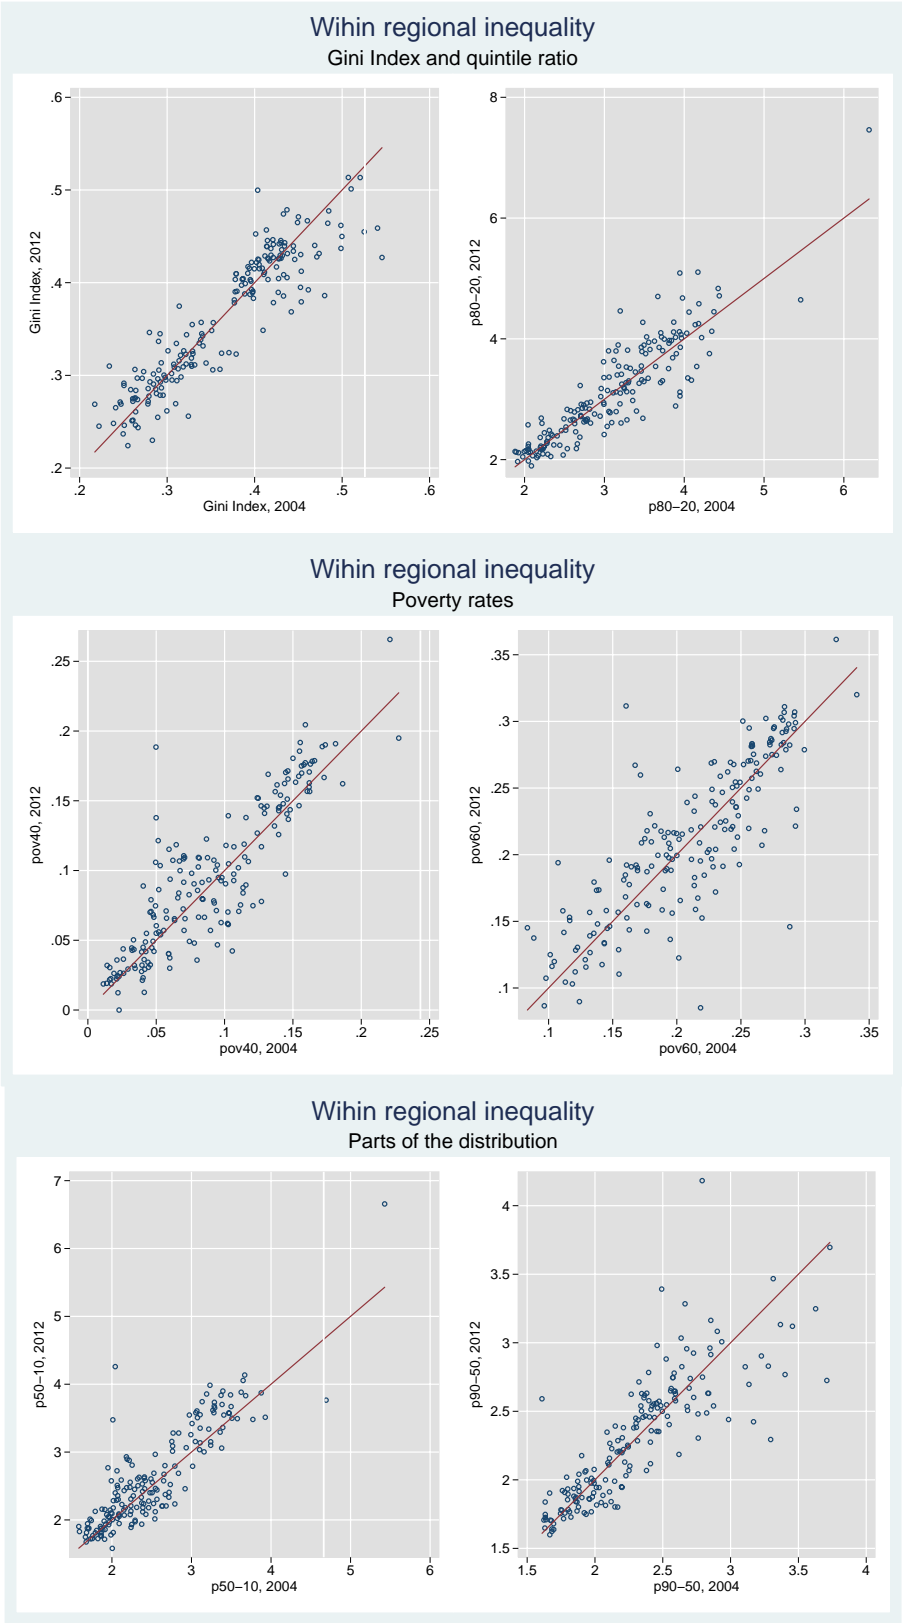 Wihin regional inequality
Gini Index and quintile ratio
.6
.5
.4
.3
.2
Gini Index, 2012
.2 .3 .4 .5 .6
Gini Index, 2004
8
6
4
2
p80−20, 2012
2 3 4 5 6
p80−20, 2004
Wihin regional inequality
Poverty rates
.25
.2
.15
.1
.05
0
pov40, 2012
0 .05 .1 .15 .2 .25
pov40, 2004
.35
.3
.25
.2
.15
.1
pov60, 2012
.1 .15 .2 .25 .3 .35
pov60, 2004
Wihin regional inequality
Parts of the distribution
7
6
5
4
3
2
p50−10, 2012
2 3 4 5 6
p50−10, 2004
4
3.5
3
2.5
2
1.5
p90−50, 2012
1.5 2 2.5 3 3.5 4
p90−50, 2004